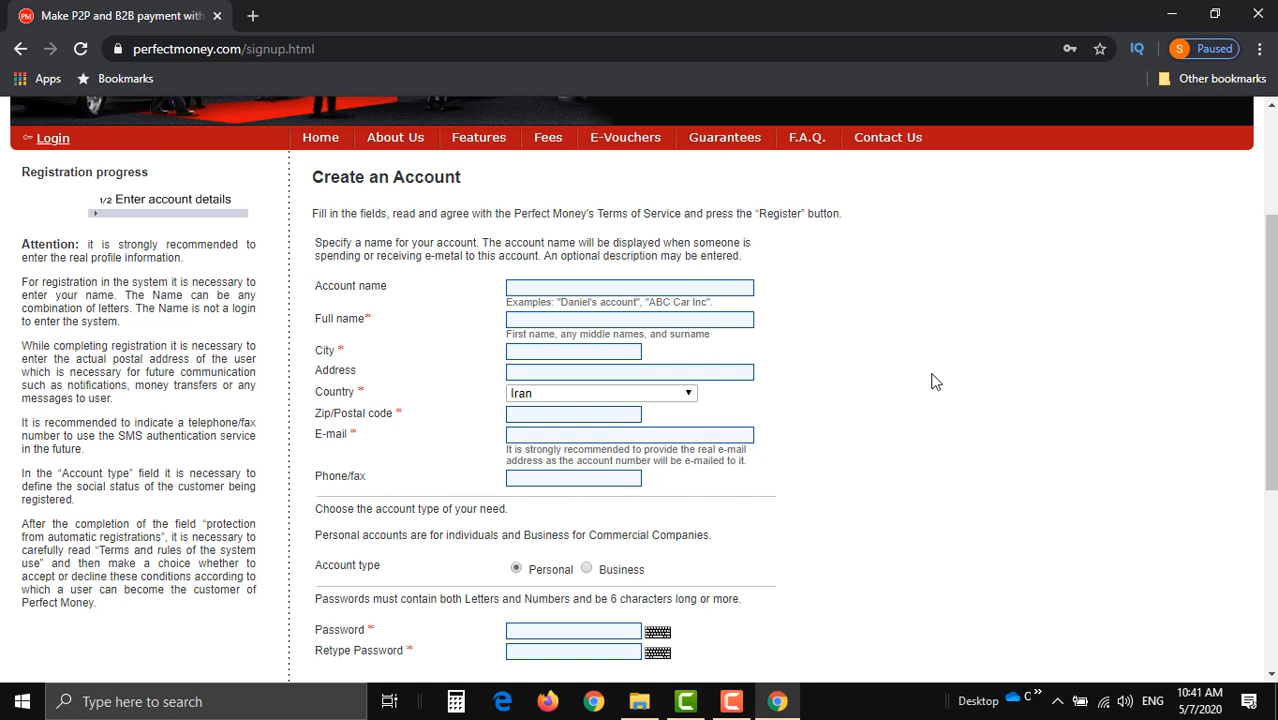 Make P2P and B2B payment with
perfectmoney.com/signup.html
Paused
Apps
Bookmarks
Other bookmarks
Login
Home
About Us
Features
Fees
E-Vouchers
Guarantees
F.A.Q.
Contact Us
Registration progress
1/2 Enter account details
Attention: it is strongly recommended to
enter the real profile information.
For registration in the system it is necessary to
enter your name. The Name can be any
combination of letters. The Name is not a login
to enter the system.
While completing registration it is necessary to
enter the actual postal address of the user
which is necessary for future communication
such as notifications, money transfers or any
messages to user.
It is recommended to indicate a telephone/fax
number to use the SMS authentication service
in the future.
In the “Account type” field it is necessary to
define the social status of the customer being
registered.
After the completion of the field “protection
from automatic registrations”, it is necessary to
carefully read “Terms and rules of the system
use” and then make a choice whether to
accept or decline these conditions according to
which a user can become the customer of
Perfect Money.
Create an Account
Fill in the fields, read and agree with the Perfect Money's Terms of Service and press the “Register” button.
Specify a name for your account. The account name will be displayed when someone is
spending or receiving e-metal to this account. An optional description may be entered.
Account name
Examples: "Daniel's account", "ABC Car Inc".
Full name*
First name, any middle names, and surname
City *
Address
Country * Iran
Zip/Postal code *
E-mail *
It is strongly recommended to provide the real e-mail
address as the account number will be e-mailed to it.
Phone/fax
Choose the account type of your need.
Personal accounts are for individuals and Business for Commercial Companies.
Account type Personal Business
Passwords must contain both Letters and Numbers and be 6 characters long or more.
Password *
Retype Password *
Type here to search
Desktop
ENG
10:41 AM
5/7/2020